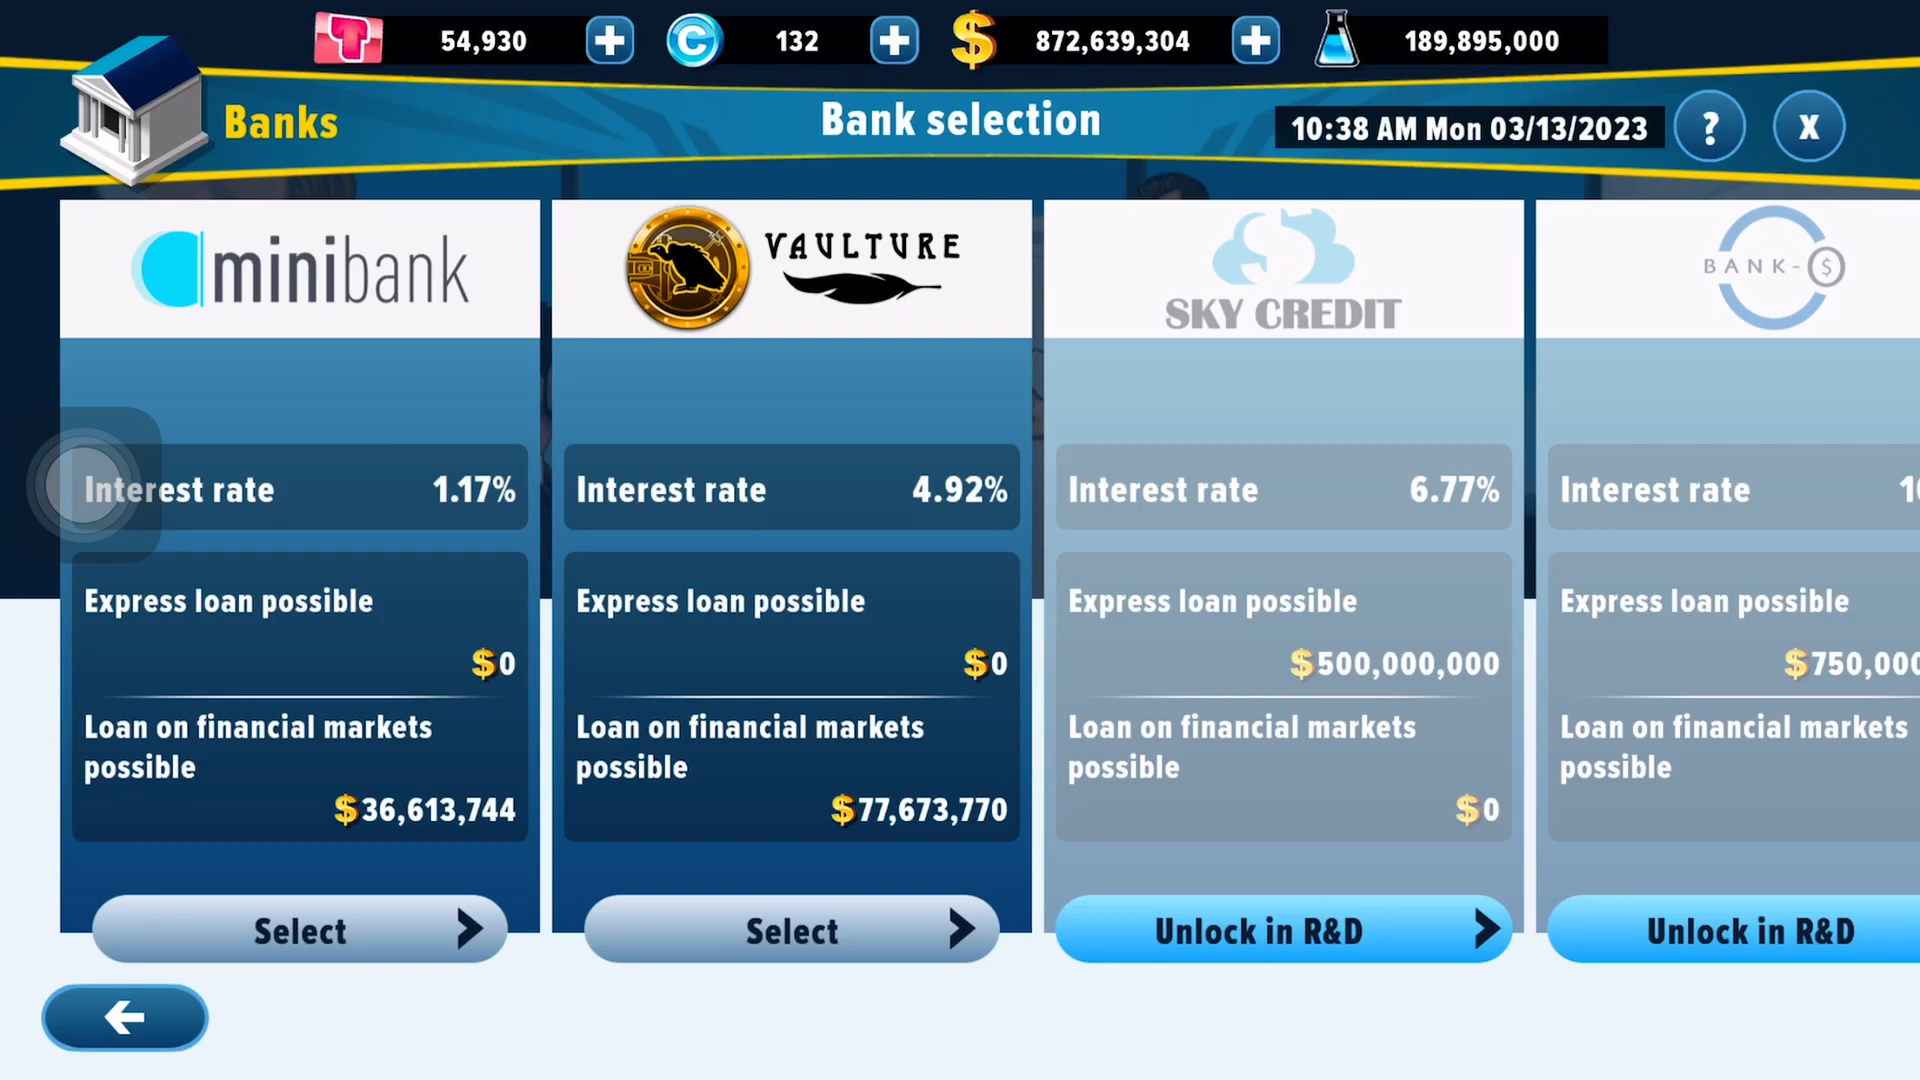 54,930
132
872,639,304
189,895,000
Banks
Bank selection
10:38 AM Mon 03/13/2023
?
X
minibank
VAULTURE
SKY CREDIT
BANK-$
Interest rate 1.17%
Express loan possible
$0
Loan on financial markets
possible
$36,613,744
Select
Interest rate 4.92%
Express loan possible
$0
Loan on financial markets
possible
$77,673,770
Select
Interest rate 6.77%
Express loan possible
$500,000,000
Loan on financial markets
possible
$0
Unlock in R&D
Interest rate
Express loan possible
$750,000
Loan on financial markets
possible
Unlock in R&D